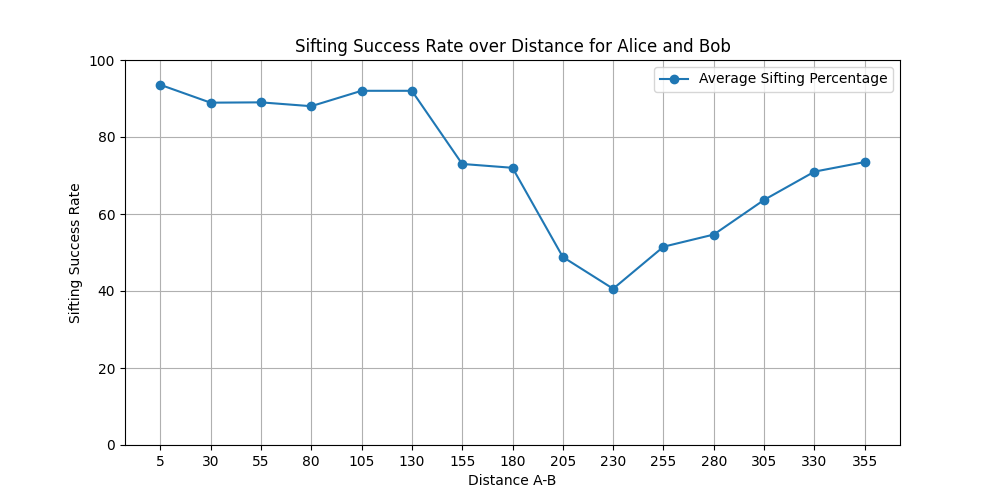 Sifting Success Rate over Distance for Alice and Bob
Average Sifting Percentage
100
80
60
40
20
0
Sifting Success Rate
5 30 55 80 105 130 155 180 205 230 255 280 305 330 355
Distance A-B